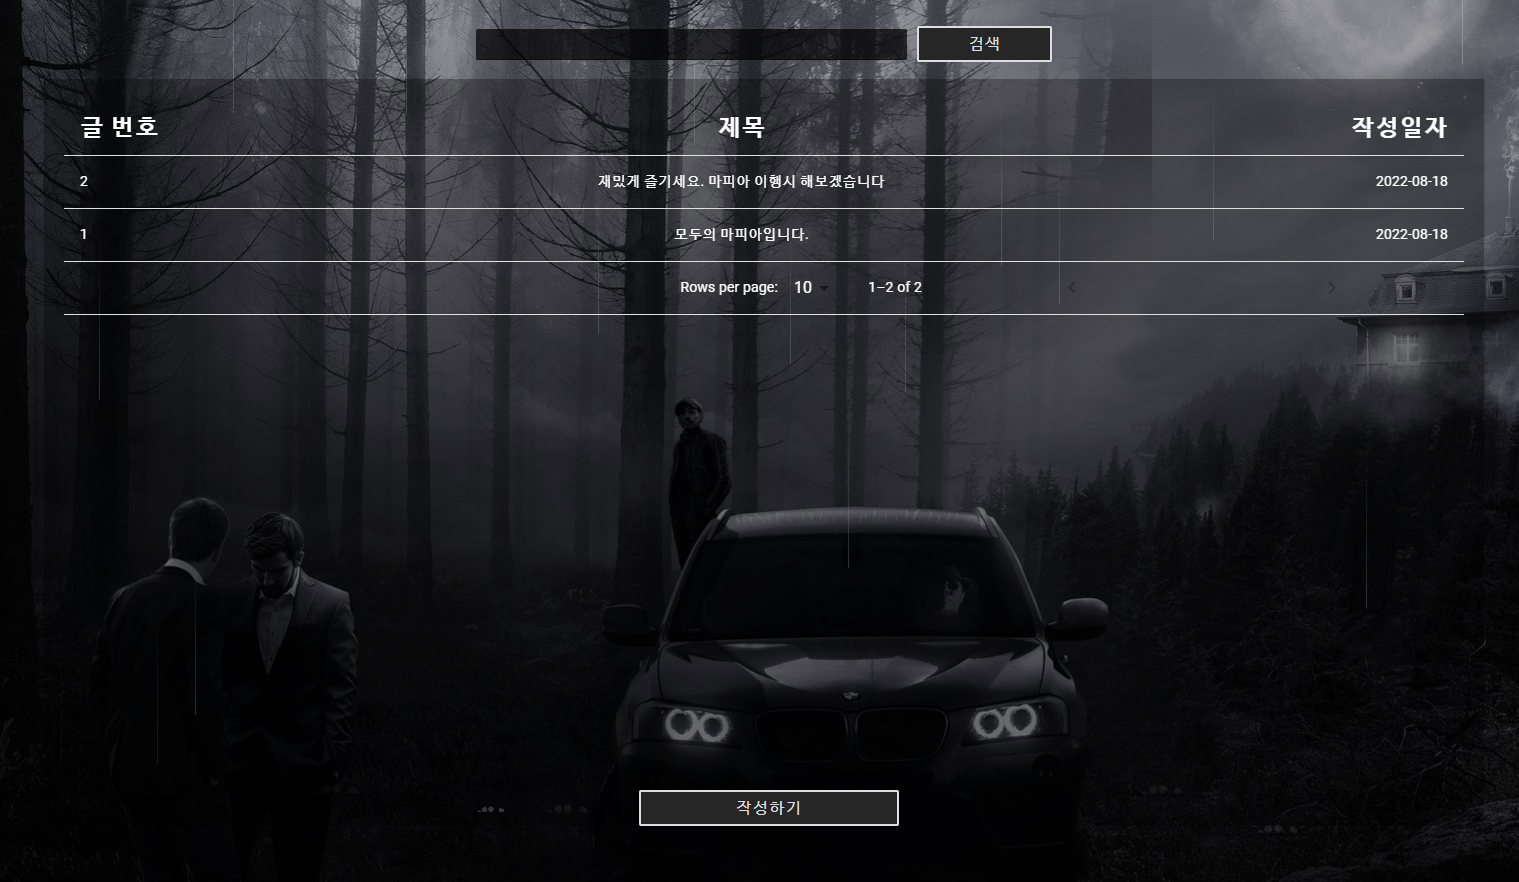 검색
글 번호 제목 작성일자
2 재밌게 즐기세요. 마피아 이행시 해보겠습니다 2022-08-18
1 모두의 마피아입니다. 2022-08-18
Rows per page: 10 1–2 of 2
작성하기